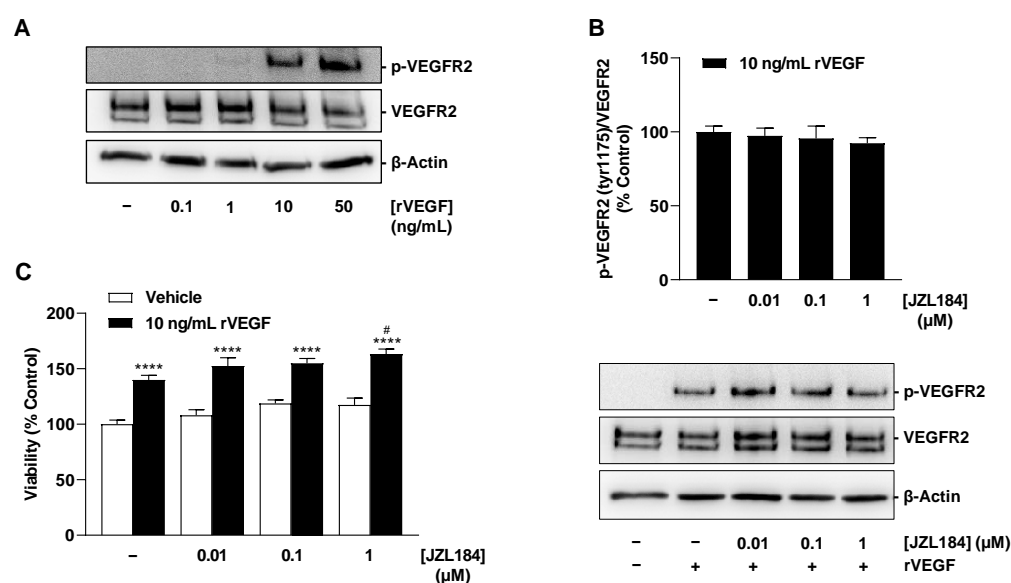 A
p-VEGFR2
VEGFR2
β-Actin
– 0.1 1 10 50 [rVEGF]
(ng/mL)
B
p-VEGFR2 (tyr1175)/VEGFR2
(% Control)
150
100
50
0
10 ng/mL rVEGF
– 0.01 0.1 1 [JZL184]
(µM)
p-VEGFR2
VEGFR2
β-Actin
– – 0.01 0.1 1 [JZL184] (µM)
– + + + + rVEGF
C
Vehicle
10 ng/mL rVEGF
Viability (% Control)
200
150
100
50
0
**** **** **** #
****
– 0.01 0.1 1 [JZL184]
(µM)